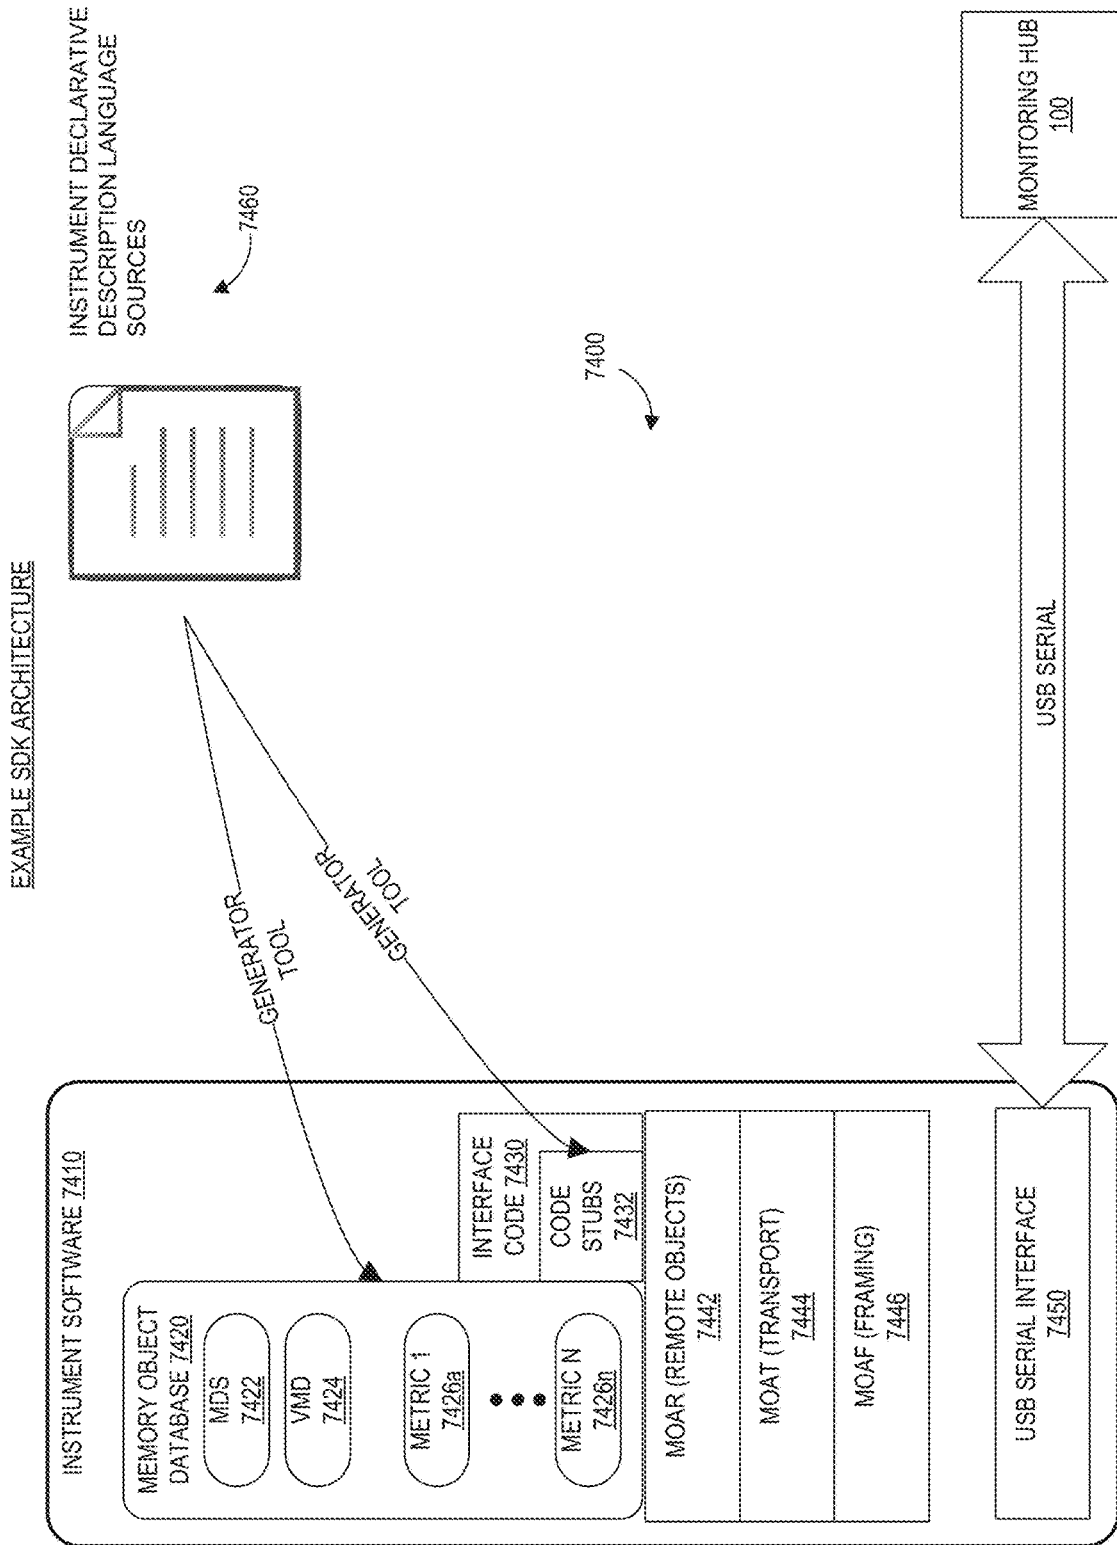 EXAMPLE SDK ARCHITECTURE
INSTRUMENT SOFTWARE 7410
MEMORY OBJECT
DATABASE 7420
MDS
7422
VMD
7424
METRIC 1
7426a
METRIC N
7426n
INTERFACE
CODE 7430
CODE
STUBS
7432
MOAR (REMOTE OBJECTS)
7442
MOAT (TRANSPORT)
7444
MOAF (FRAMING)
7446
USB SERIAL INTERFACE
7450
GENERATOR
TOOL
GENERATOR
TOOL
INSTRUMENT DECLARATIVE
DESCRIPTION LANGUAGE
SOURCES
7460
7400
USB SERIAL
MONITORING HUB
100